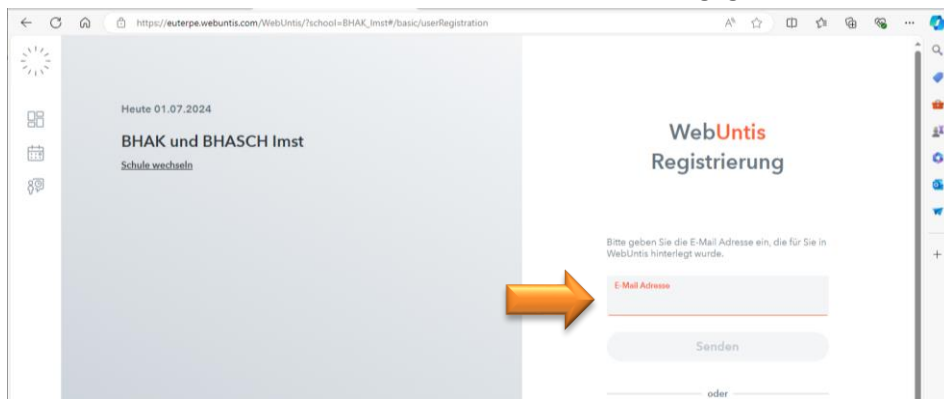 https://euterpe.webuntis.com/WebUntis/?school=BHAK_Imst#/basic/userRegistration
Heute 01.07.2024
BHAK und BHASCH Imst
Schule wechseln
WebUntis
Registrierung
Bitte geben Sie die E-Mail Adresse ein, die für Sie in
WebUntis hinterlegt wurde.
E-Mail Adresse
Senden
oder